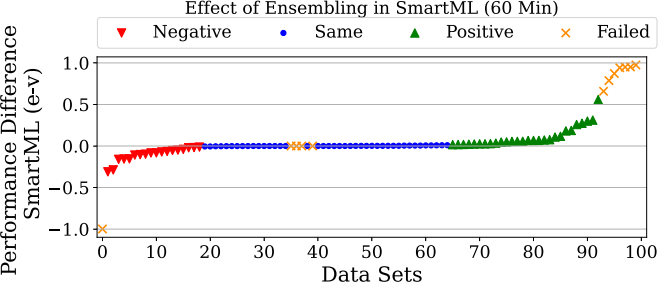 Effect of Ensembling in SmartML (60 Min)
Negative Same Positive Failed
Performance Difference
SmartML (e-v)
1.0
0.5
0.0
−0.5
−1.0
0 10 20 30 40 50 60 70 80 90 100
Data Sets